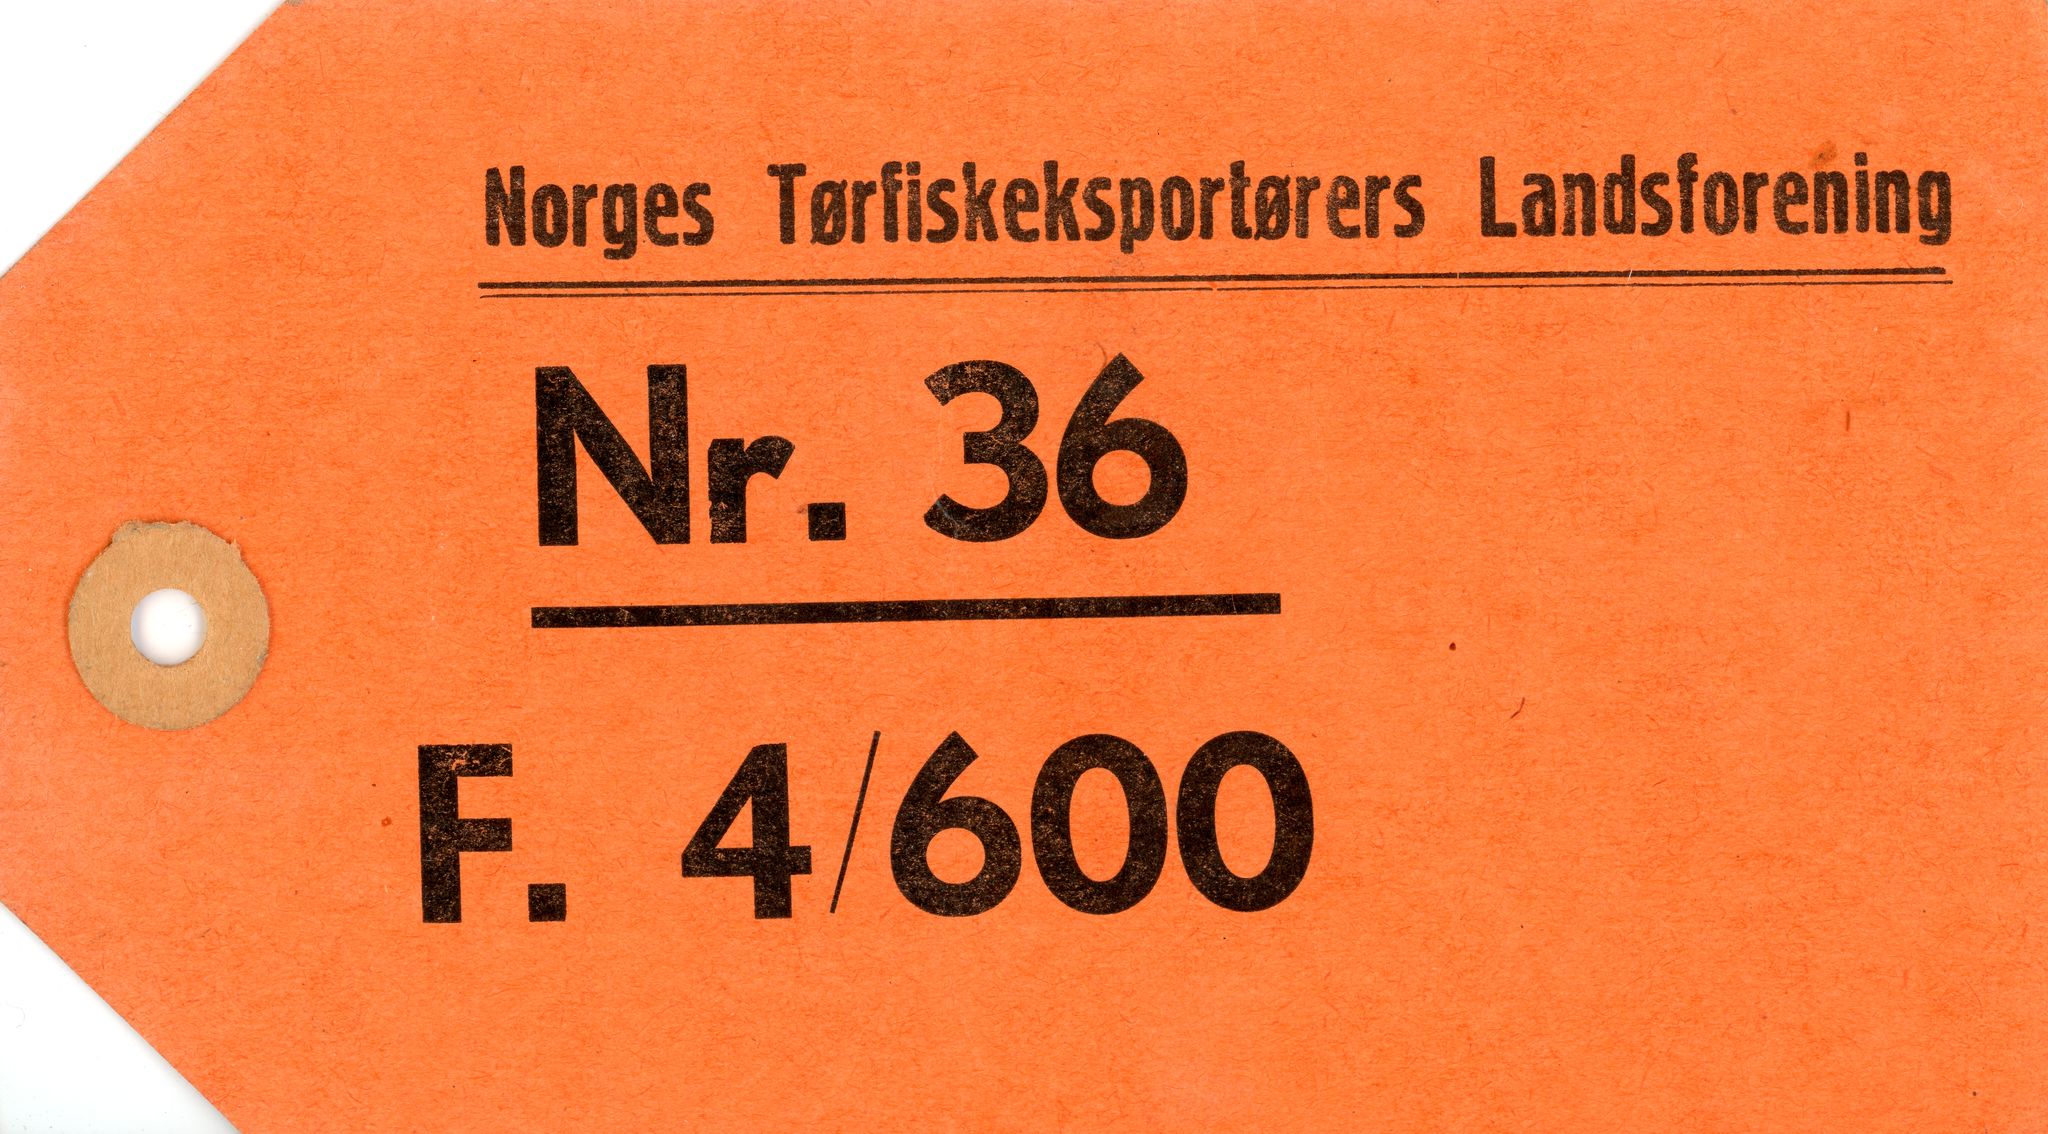 Norges Tørfiskeksportørers Landsforening
Nr. 36
F. 4/600